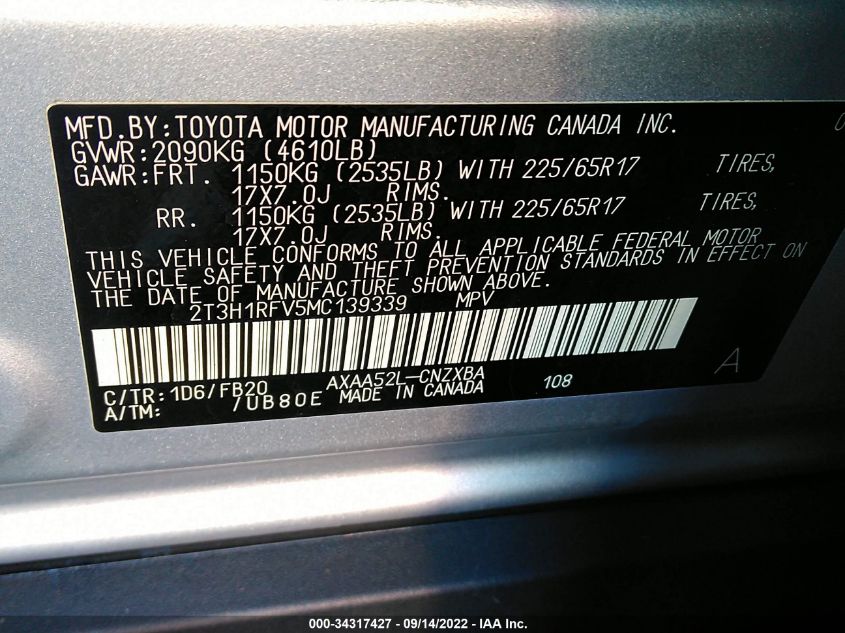 MFD.BY:TOYOTA MOTOR MANUFACTURING CANADA INC.
GVWR:2090KG (4610LB)
GAWR:FRT. 1150KG (2535LB) WITH 225/65R17 TIRES,
17X7.0J RIMS.
RR. 1150KG (2535LB) WITH 225/65R17 TIRES,
17X7.0J RIMS.
THIS VEHICLE CONFORMS TO ALL APPLICABLE FEDERAL MOTOR
VEHICLE SAFETY AND THEFT PREVENTION STANDARDS IN EFFECT ON
THE DATE OF MANUFACTURE SHOWN ABOVE.
2T3H1RFV5MC139339 MPV
C/TR:1D6/FB20 AXAA52L-CNZXBA 108 A
A/TM: /UB80E MADE IN CANADA
000-34317427 - 09/14/2022 - IAA Inc.